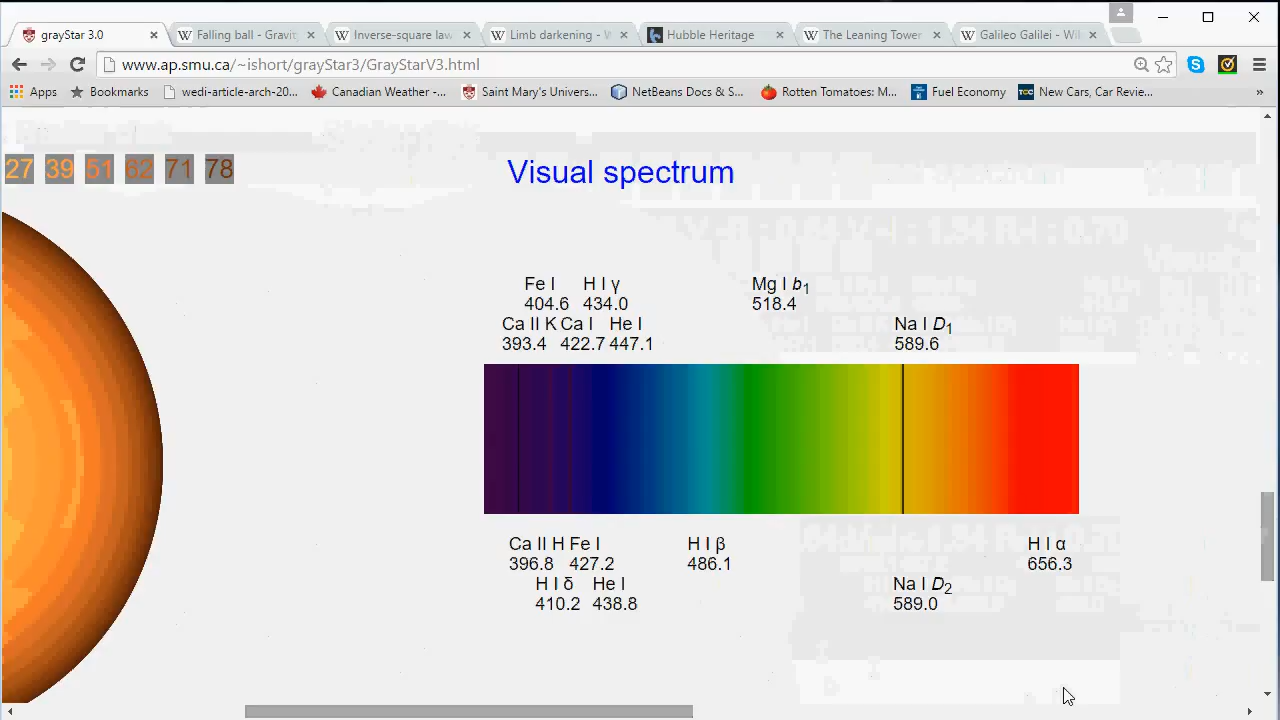 grayStar 3.0
Falling ball - Gravit
Inverse-square law
Limb darkening - W
Hubble Heritage
The Leaning Tower
Galileo Galilei - Wil
www.ap.smu.ca/~ishort/grayStar3/GrayStarV3.html
Apps Bookmarks wedi-article-arch-20... Canadian Weather -... Saint Mary's Univers... NetBeans Docs & S... Rotten Tomatoes: M... Fuel Economy New Cars, Car Revie... »
27 39 51 62 71 78
Visual spectrum
Fe I H I γ Mg I b1
404.6 434.0 518.4
Ca II K Ca I He I Na I D1
393.4 422.7 447.1 589.6
Ca II H Fe I H I β H I α
396.8 427.2 486.1 656.3
H I δ He I Na I D2
410.2 438.8 589.0